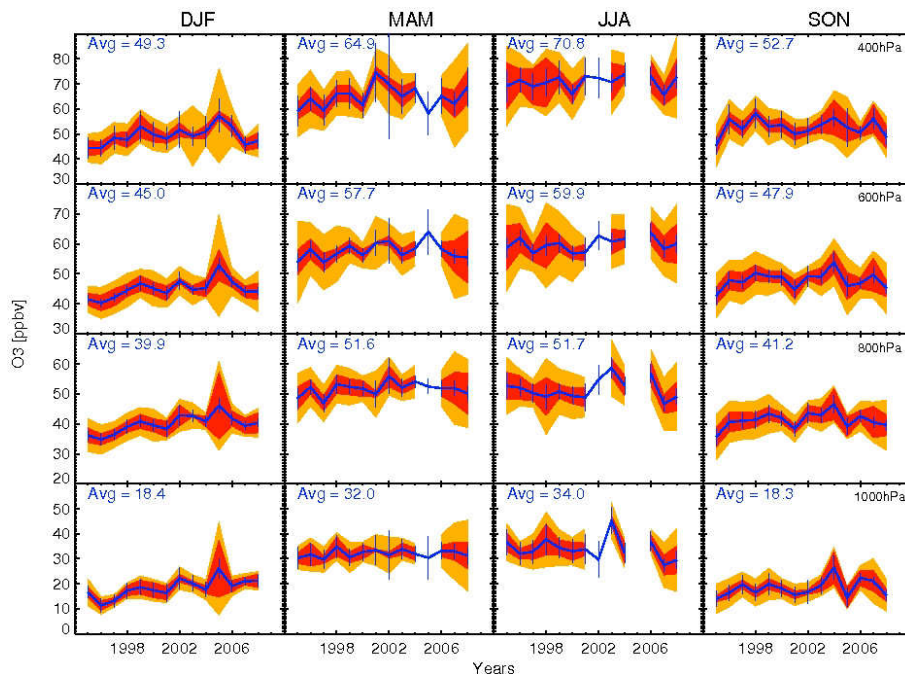 DJF MAM JJA SON
90 Avg = 49.3 Avg = 64.9 Avg = 70.8 Avg = 52.7 400hPa
80
70
60
50
40
30
Avg = 45.0 Avg = 57.7 Avg = 59.9 Avg = 47.9 600hPa
70
60
50
40
30
O3 [ppbv]
Avg = 39.9 Avg = 51.6 Avg = 51.7 Avg = 41.2 800hPa
60
50
40
30
20
Avg = 18.4 Avg = 32.0 Avg = 34.0 Avg = 18.3 1000hPa
50
40
30
20
10
0
1998 2002 2006 1998 2002 2006 1998 2002 2006 1998 2002 2006
Years